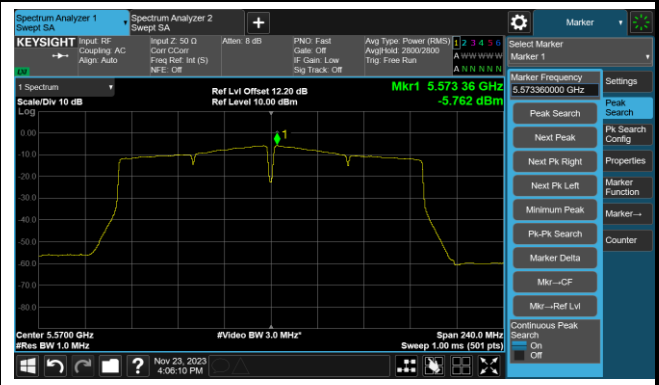 Spectrum Analyzer 1
Swept SA
Spectrum Analyzer 2
Swept SA
+
Marker
KEYSIGHT
Input: RF
Coupling: AC
Align: Auto
Input Z: 50 Ω
Corr CCorr
Freq Ref: Int (S)
NFE: Off
Atten: 8 dB
PNO: Fast
Gate: Off
IF Gain: Low
Sig Track: Off
Avg Type: Power (RMS)
Avg|Hold: 2800/2800
Trig: Free Run
1 2 3 4 5 6
A W W W W W
A N N N N N
LXI
Select Marker
Marker 1
1 Spectrum
Scale/Div 10 dB
Log
Ref Lvl Offset 12.20 dB
Ref Level 10.00 dBm
Mkr1 5.573 36 GHz
-5.762 dBm
1
0.00
-10.0
-20.0
-30.0
-40.0
-50.0
-60.0
-70.0
-80.0
Center 5.5700 GHz
#Res BW 1.0 MHz
#Video BW 3.0 MHz*
Span 240.0 MHz
Sweep 1.00 ms (501 pts)
Marker Frequency
5.573360000 GHz
Peak Search
Next Peak
Next Pk Right
Next Pk Left
Minimum Peak
Pk-Pk Search
Marker Delta
Mkr→CF
Mkr→Ref Lvl
Continuous Peak
Search
On
Off
Settings
Peak
Search
Pk Search
Config
Properties
Marker
Function
Marker→
Counter
?
Nov 23, 2023
4:06:10 PM